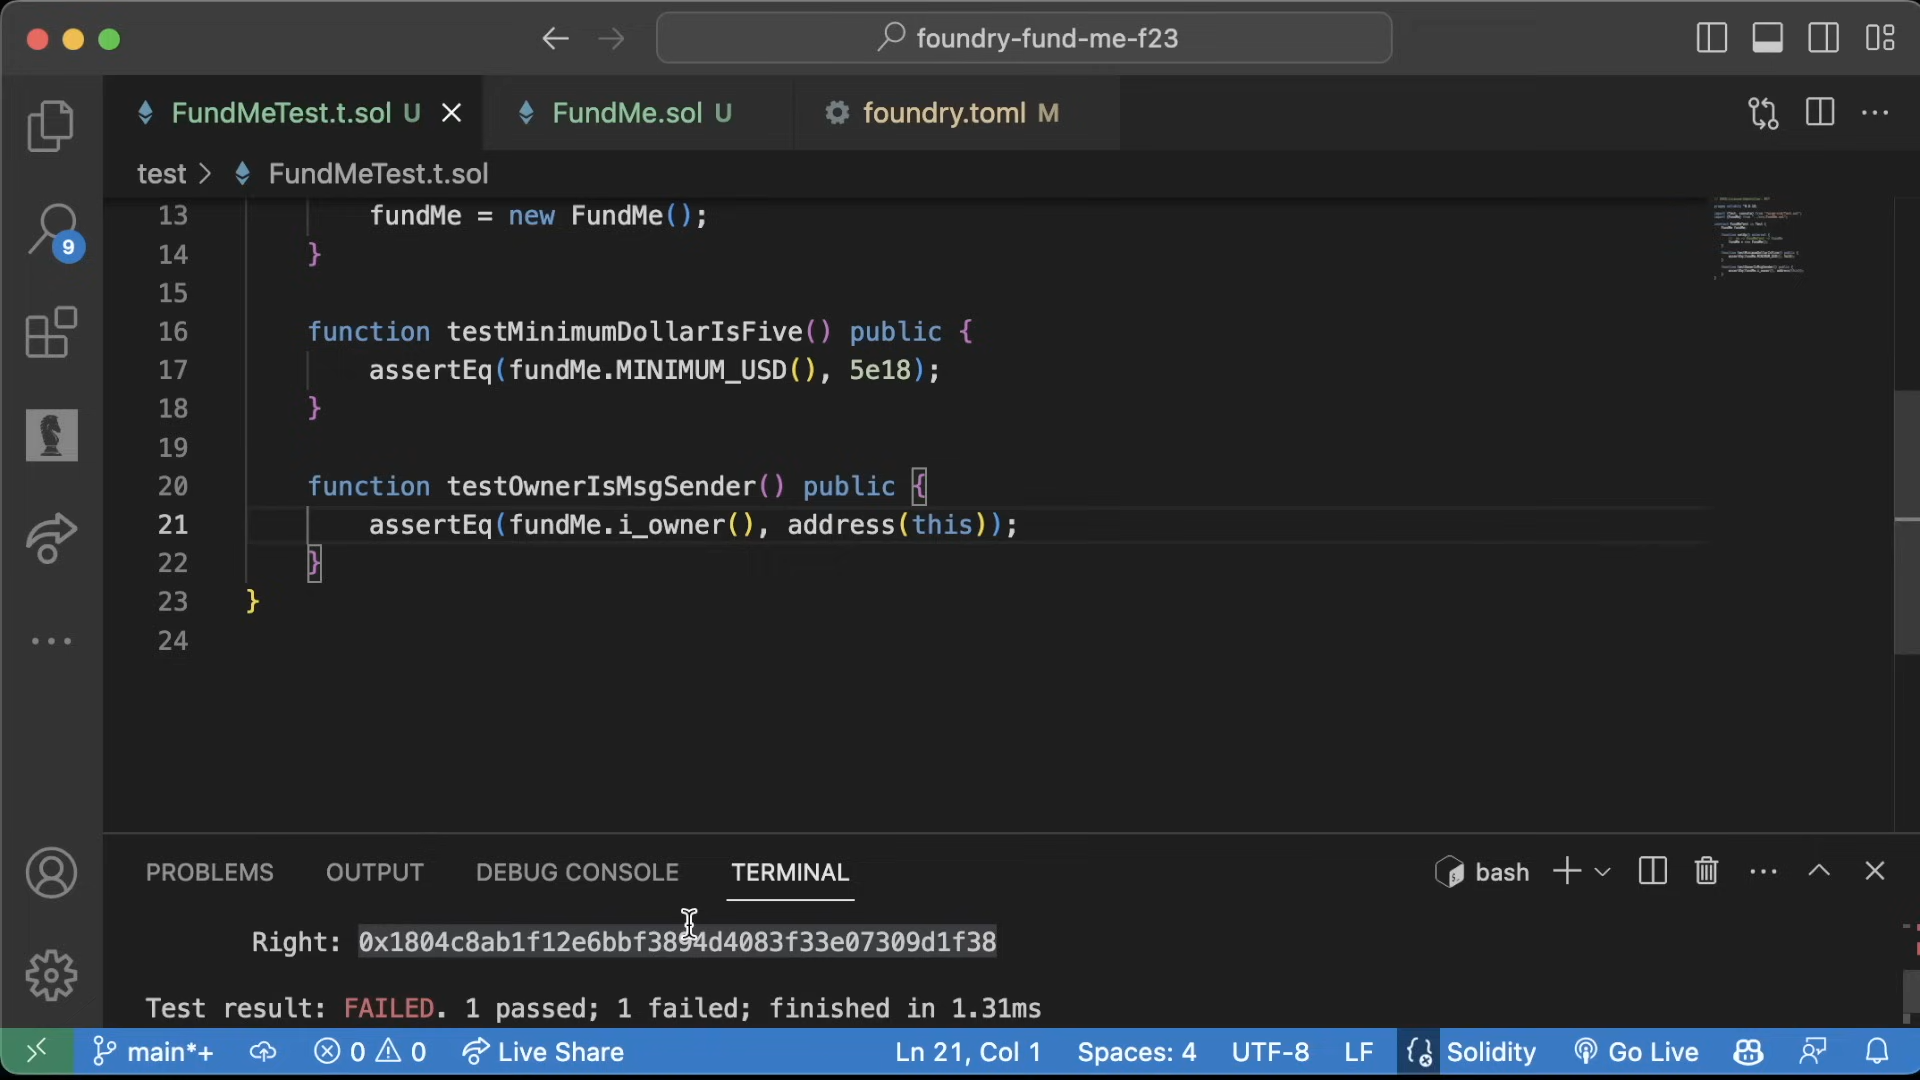 foundry-fund-me-f23
FundMeTest.t.sol U
FundMe.sol U
foundry.toml M
test > FundMeTest.t.sol
9
13 fundMe = new FundMe();
14 }
15
16 function testMinimumDollarIsFive() public {
17 assertEq(fundMe.MINIMUM_USD(), 5e18);
18 }
19
20 function testOwnerIsMsgSender() public {
21 assertEq(fundMe.i_owner(), address(this));
22 }
23 }
24
PROBLEMS OUTPUT DEBUG CONSOLE TERMINAL
bash
Right: 0x1804c8ab1f12e6bbf3894d4083f33e07309d1f38
Test result: FAILED. 1 passed; 1 failed; finished in 1.31ms
main*+ 0 0 Live Share Ln 21, Col 1 Spaces: 4 UTF-8 LF Solidity Go Live